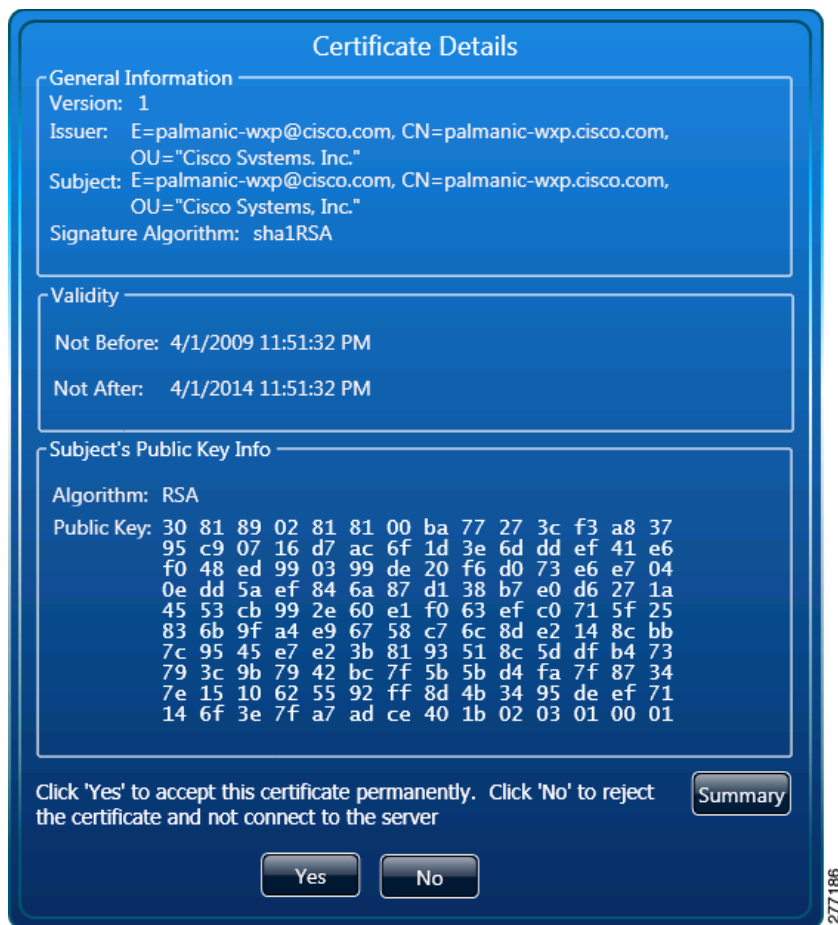 Certificate Details
General Information
Version: 1
Issuer: E=palmanic-wxp@cisco.com, CN=palmanic-wxp.cisco.com,
OU="Cisco Systems. Inc."
Subject: E=palmanic-wxp@cisco.com, CN=palmanic-wxp.cisco.com,
OU="Cisco Systems, Inc."
Signature Algorithm: sha1RSA
Validity
Not Before: 4/1/2009 11:51:32 PM
Not After: 4/1/2014 11:51:32 PM
Subject's Public Key Info
Algorithm: RSA
Public Key: 30 81 89 02 81 81 00 ba 77 27 3c f3 a8 37
95 c9 07 16 d7 ac 6f 1d 3e 6d dd ef 41 e6
f0 48 ed 99 03 99 de 20 f6 d0 73 e6 e7 04
0e dd 5a ef 84 6a 87 d1 38 b7 e0 d6 27 1a
45 53 cb 99 2e 60 e1 f0 63 ef c0 71 5f 25
83 6b 9f a4 e9 67 58 c7 6c 8d e2 14 8c bb
7c 95 45 e7 e2 3b 81 93 51 8c 5d df b4 73
79 3c 9b 79 42 bc 7f 5b 5b d4 fa 7f 87 34
7e 15 10 62 55 92 ff 8d 4b 34 95 de ef 71
14 6f 3e 7f a7 ad ce 40 1b 02 03 01 00 01
Click 'Yes' to accept this certificate permanently. Click 'No' to reject
the certificate and not connect to the server
Summary
Yes
No
277186